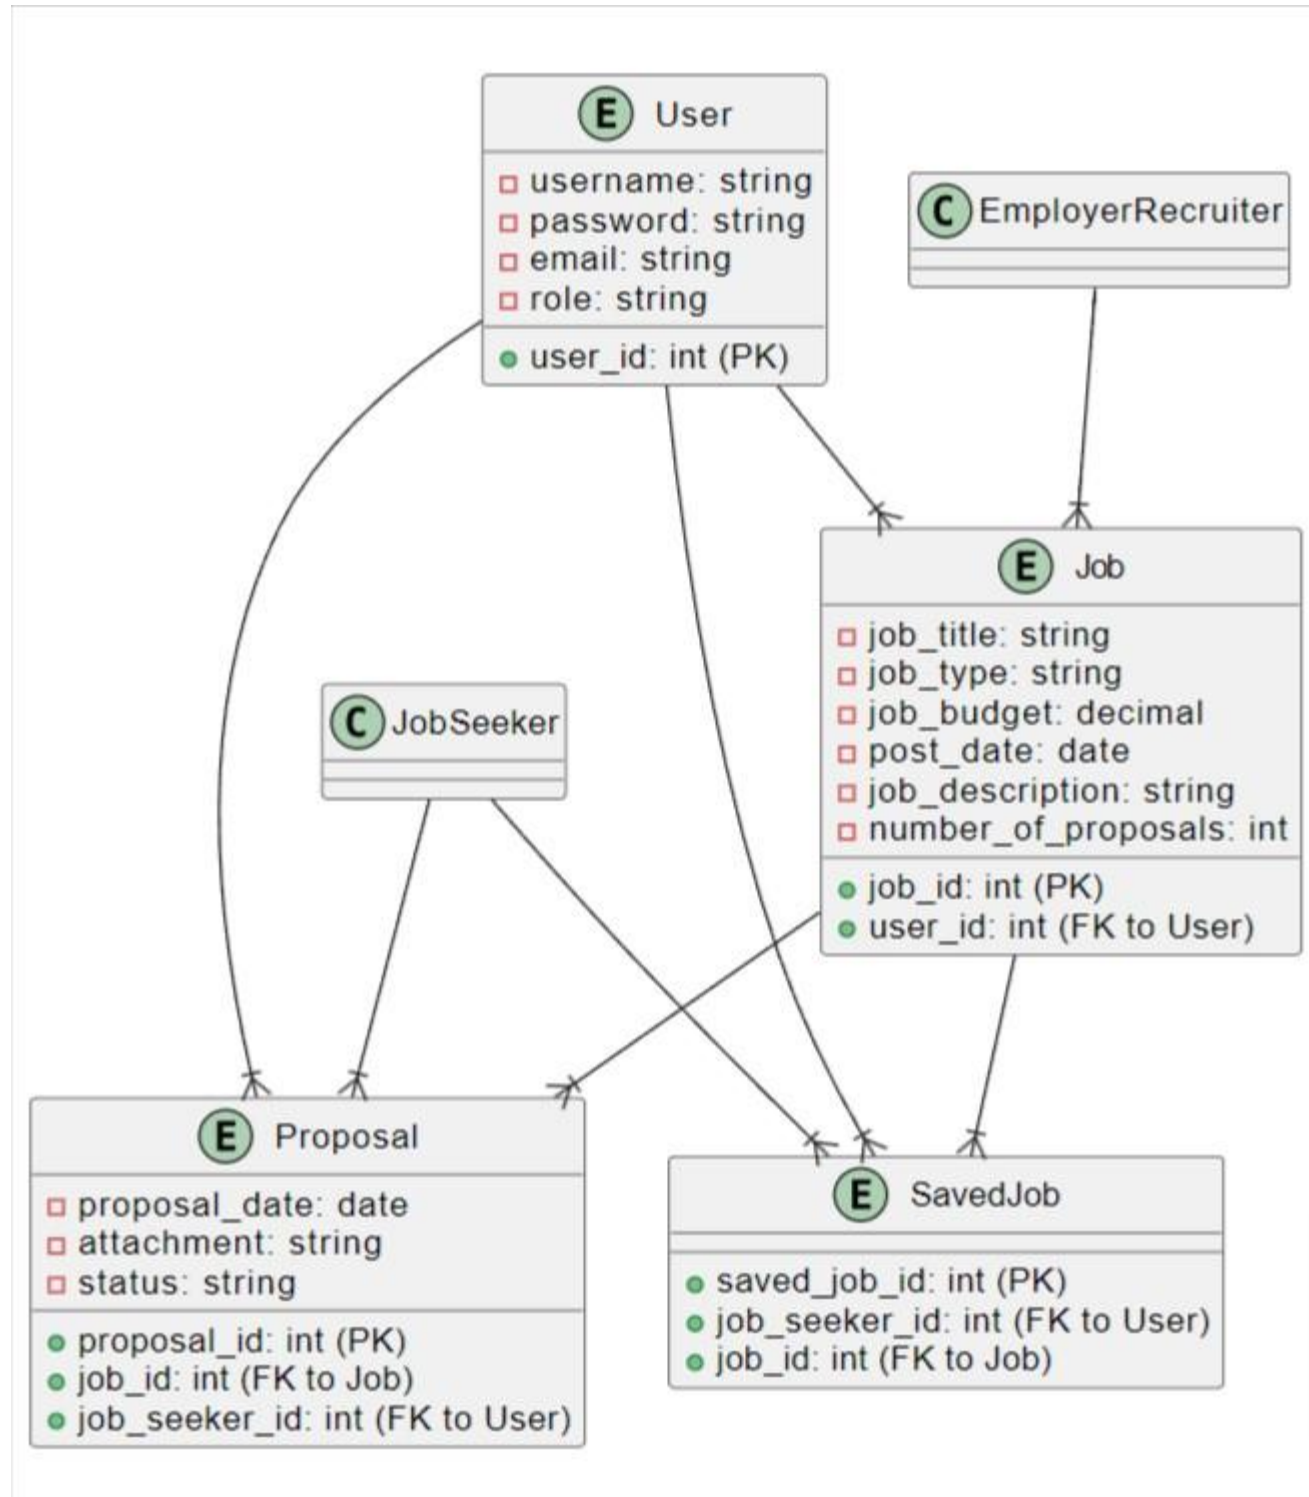 E User
username: string
password: string
email: string
role: string
user_id: int (PK)
C EmployerRecruiter
E Job
job_title: string
job_type: string
job_budget: decimal
post_date: date
job_description: string
number_of_proposals: int
job_id: int (PK)
user_id: int (FK to User)
C JobSeeker
E Proposal
proposal_date: date
attachment: string
status: string
proposal_id: int (PK)
job_id: int (FK to Job)
job_seeker_id: int (FK to User)
E SavedJob
saved_job_id: int (PK)
job_seeker_id: int (FK to User)
job_id: int (FK to Job)